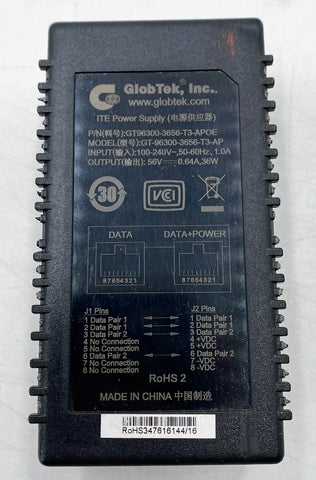 GlobTek, Inc.
www.globtek.com
ITE Power Supply (电源供应器)
P/N(料号):GT96300-3656-T3-APOE
MODEL(型号):GT-96300-3656-T3-AP
INPUT(输入):100-240V~,50-60Hz, 1.0A
OUTPUT(输出): 56V⎓0.64A,36W
30 VCCI
DATA DATA+POWER
87654321 87654321
J1 Pins J2 Pins
1 Data Pair 1 1 Data Pair 1
2 Data Pair 1 2 Data Pair 1
3 Data Pair 2 3 Data Pair 2
4 No Connection 4 +VDC
5 No Connection 5 +VDC
6 Data Pair 2 6 Data Pair 2
7 No Connection 7 -VDC
8 No Connection 8 -VDC
RoHS 2
MADE IN CHINA 中国制造
RoHS347616144/16